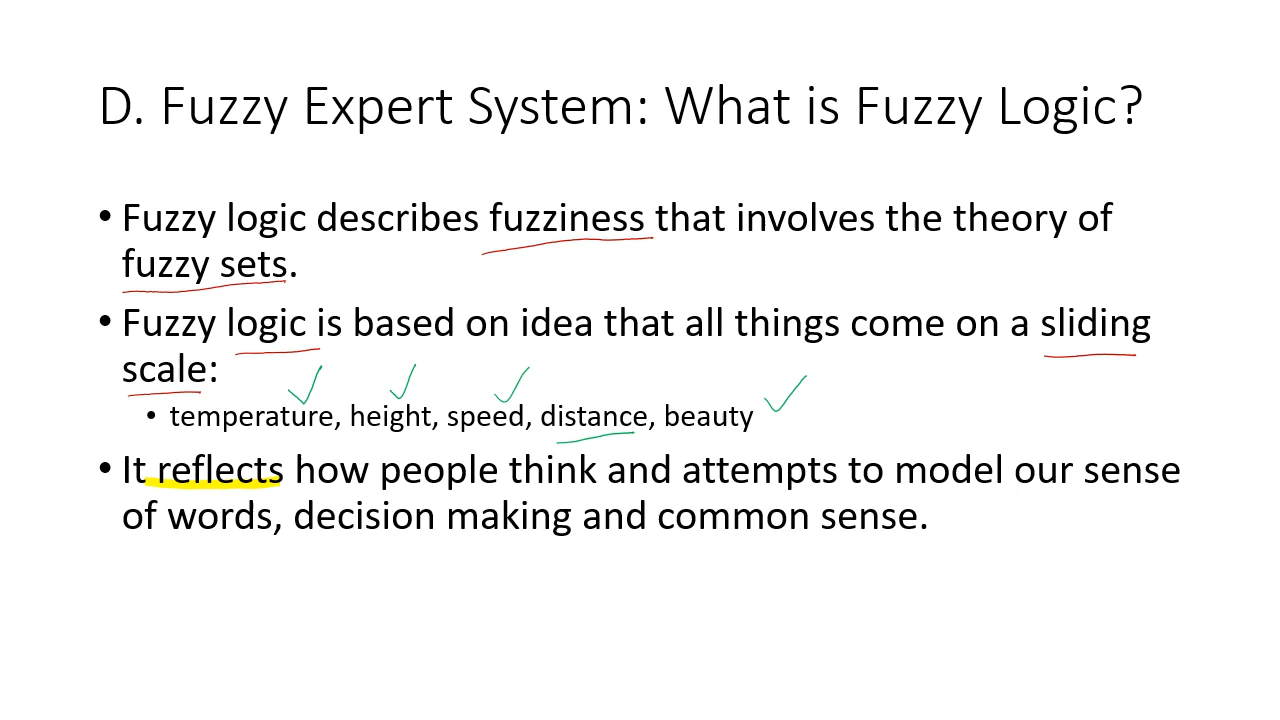 D. Fuzzy Expert System: What is Fuzzy Logic?
• Fuzzy logic describes fuzziness that involves the theory of
fuzzy sets.
• Fuzzy logic is based on idea that all things come on a sliding
scale:
• temperature, height, speed, distance, beauty
• It reflects how people think and attempts to model our sense
of words, decision making and common sense.